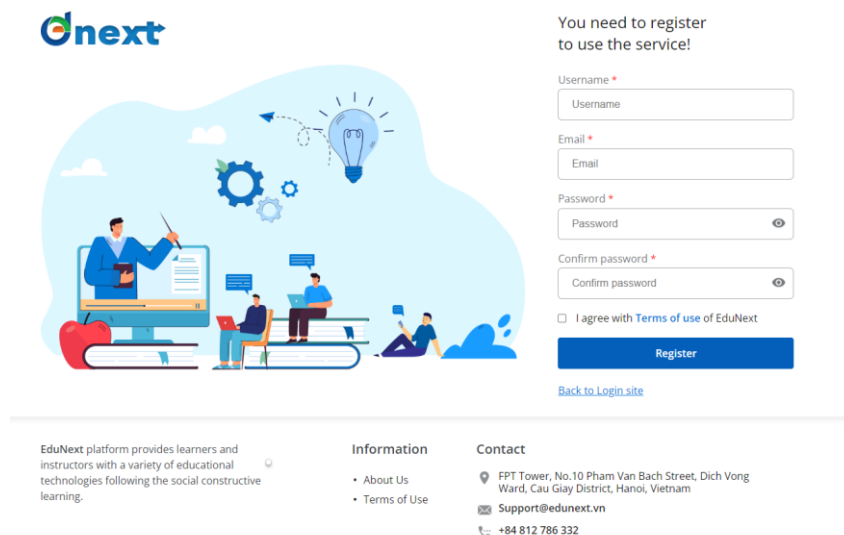 enext
You need to register
to use the service!
Username *
Username
Email *
Email
Password *
Password
Confirm password *
Confirm password
I agree with Terms of use of EduNext
Register
Back to Login site
EduNext platform provides learners and
instructors with a variety of educational
technologies following the social constructive
learning.
Information
• About Us
• Terms of Use
Contact
FPT Tower, No.10 Pham Van Bach Street, Dich Vong
Ward, Cau Giay District, Hanoi, Vietnam
Support@edunext.vn
+84 812 786 332